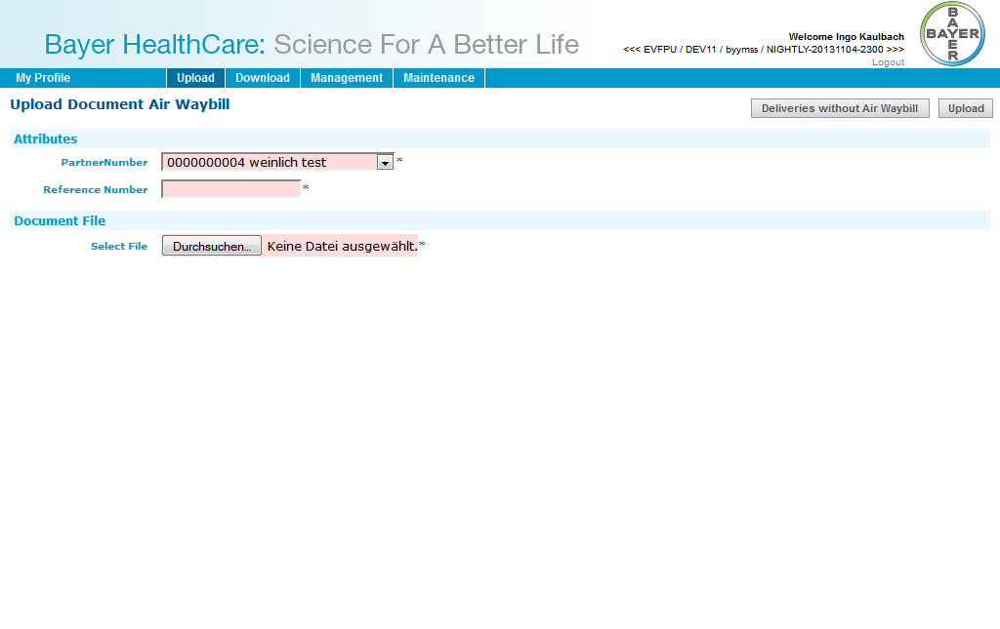 Bayer HealthCare: Science For A Better Life
Welcome Ingo Kaulbach
<<< EVFPU / DEV11 / byymss / NIGHTLY-20131104-2300 >>>
Logout
BAYER
BAYER
My Profile Upload Download Management Maintenance
Upload Document Air Waybill
Deliveries without Air Waybill Upload
Attributes
PartnerNumber 0000000004 weinlich test *
Reference Number *
Document File
Select File Durchsuchen... Keine Datei ausgewählt. *